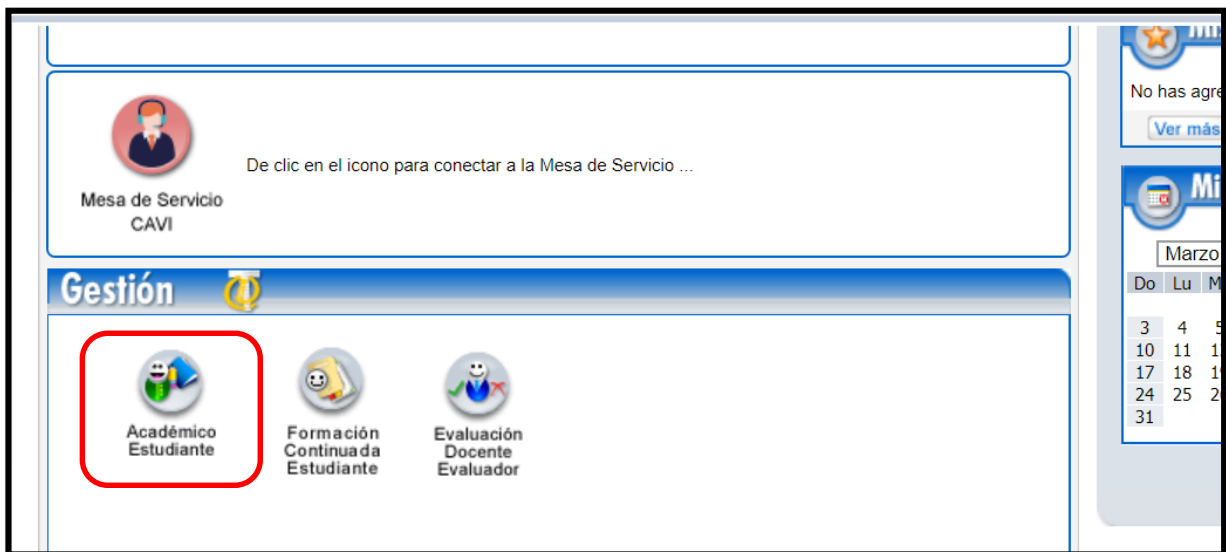 No has
De clic en el icono para conectar a la Mesa de Servicio ...
Mesa de Servicio
CAVI
Ver más
Marzo
Do Lu
3 4
10 11
17 18
24 25
31
Gestión
Académico
Estudiante
Formación
Continuada
Estudiante
Evaluación
Docente
Evaluador